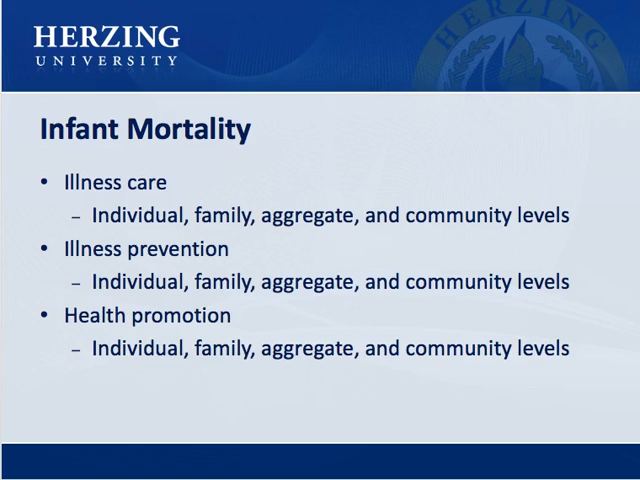 HERZING
UNIVERSITY
HERZING
Infant Mortality
• Illness care
– Individual, family, aggregate, and community levels
• Illness prevention
– Individual, family, aggregate, and community levels
• Health promotion
– Individual, family, aggregate, and community levels